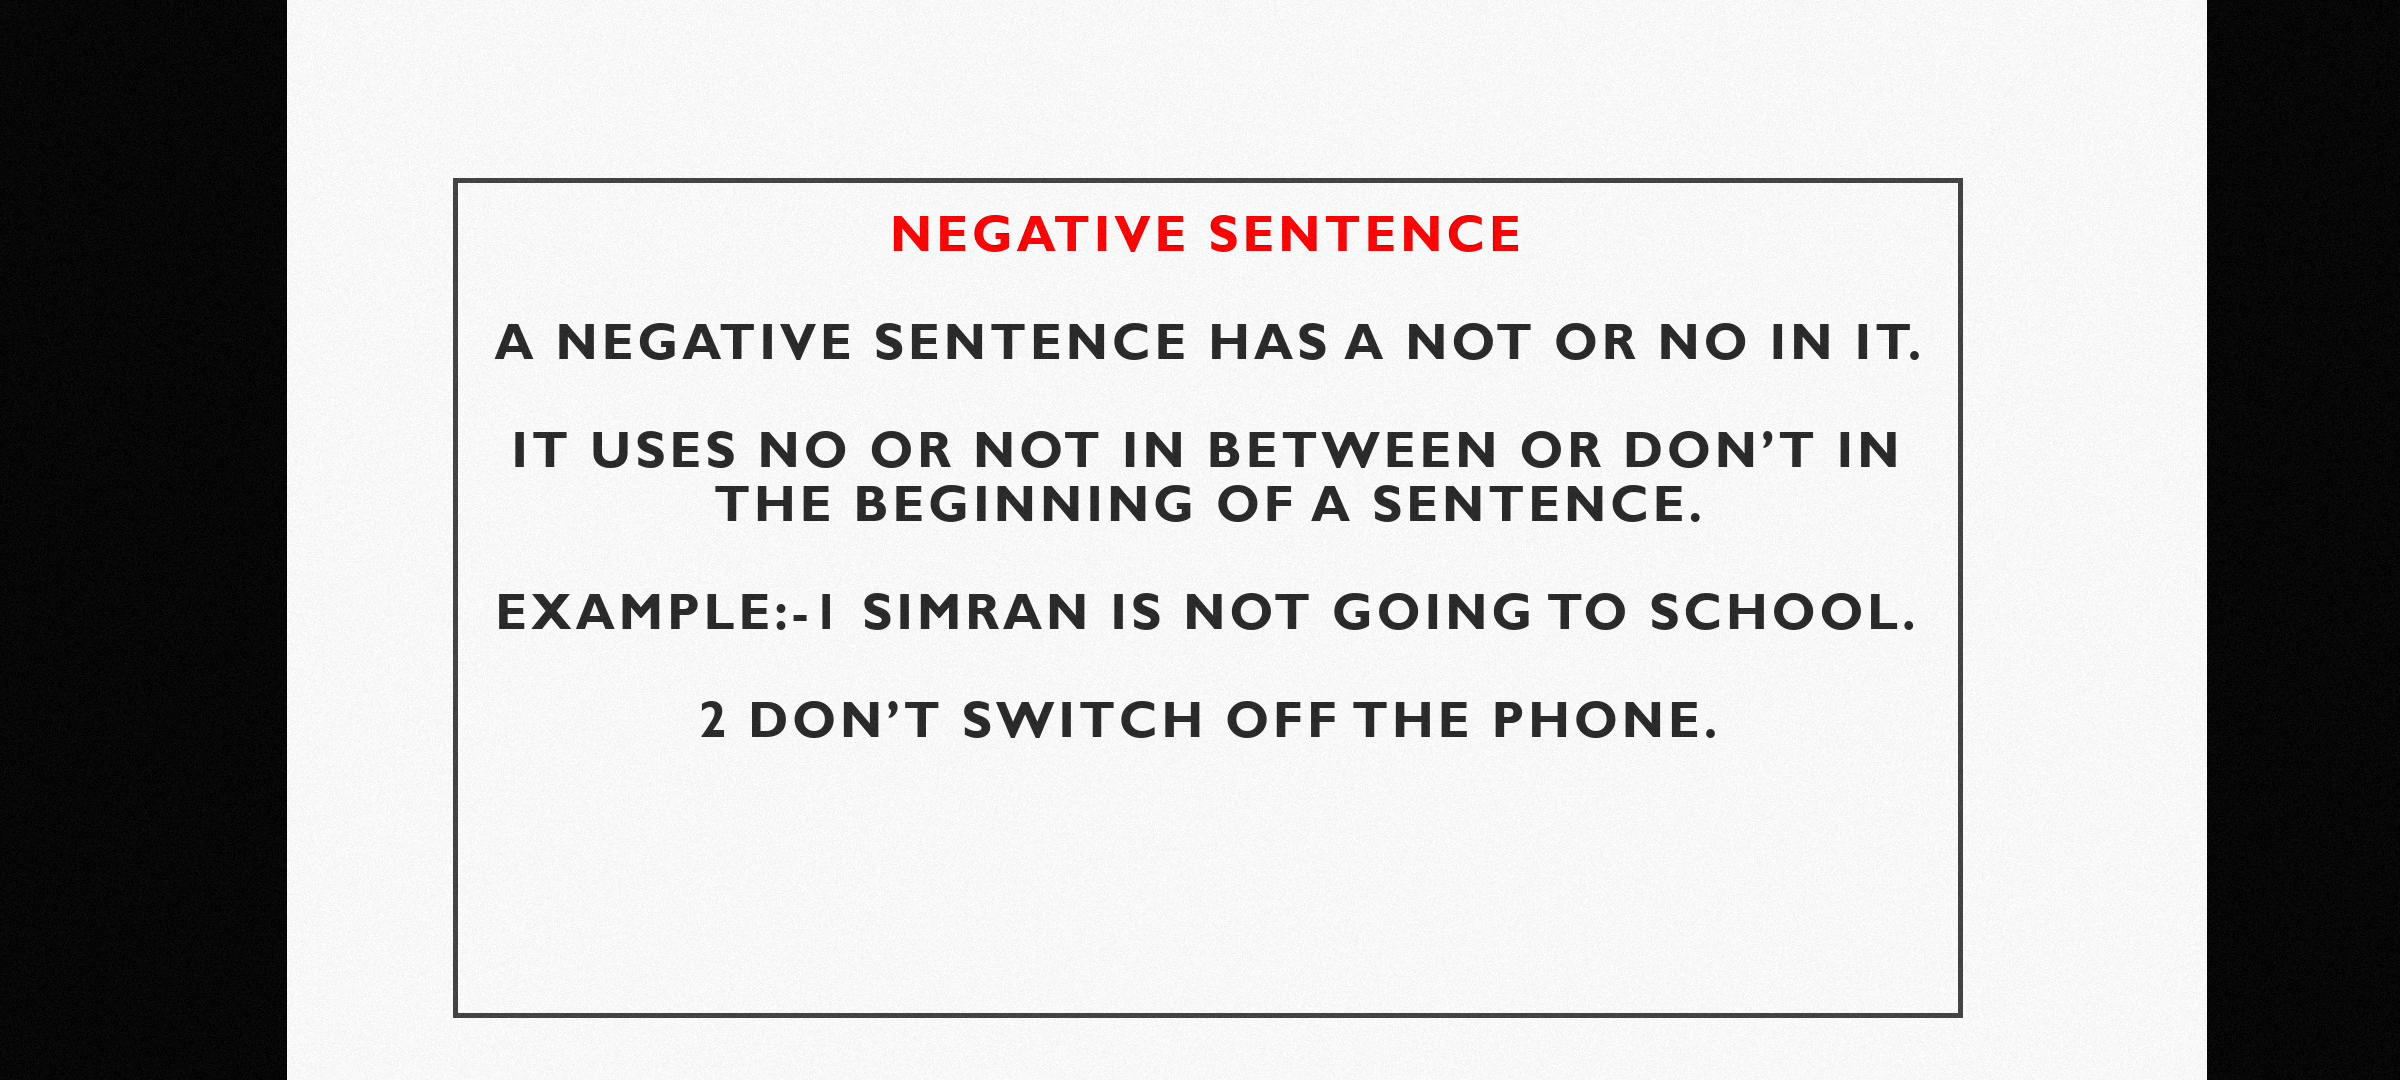 NEGATIVE SENTENCE
A NEGATIVE SENTENCE HAS A NOT OR NO IN IT.
IT USES NO OR NOT IN BETWEEN OR DON’T IN
THE BEGINNING OF A SENTENCE.
EXAMPLE:-1 SIMRAN IS NOT GOING TO SCHOOL.
2 DON’T SWITCH OFF THE PHONE.